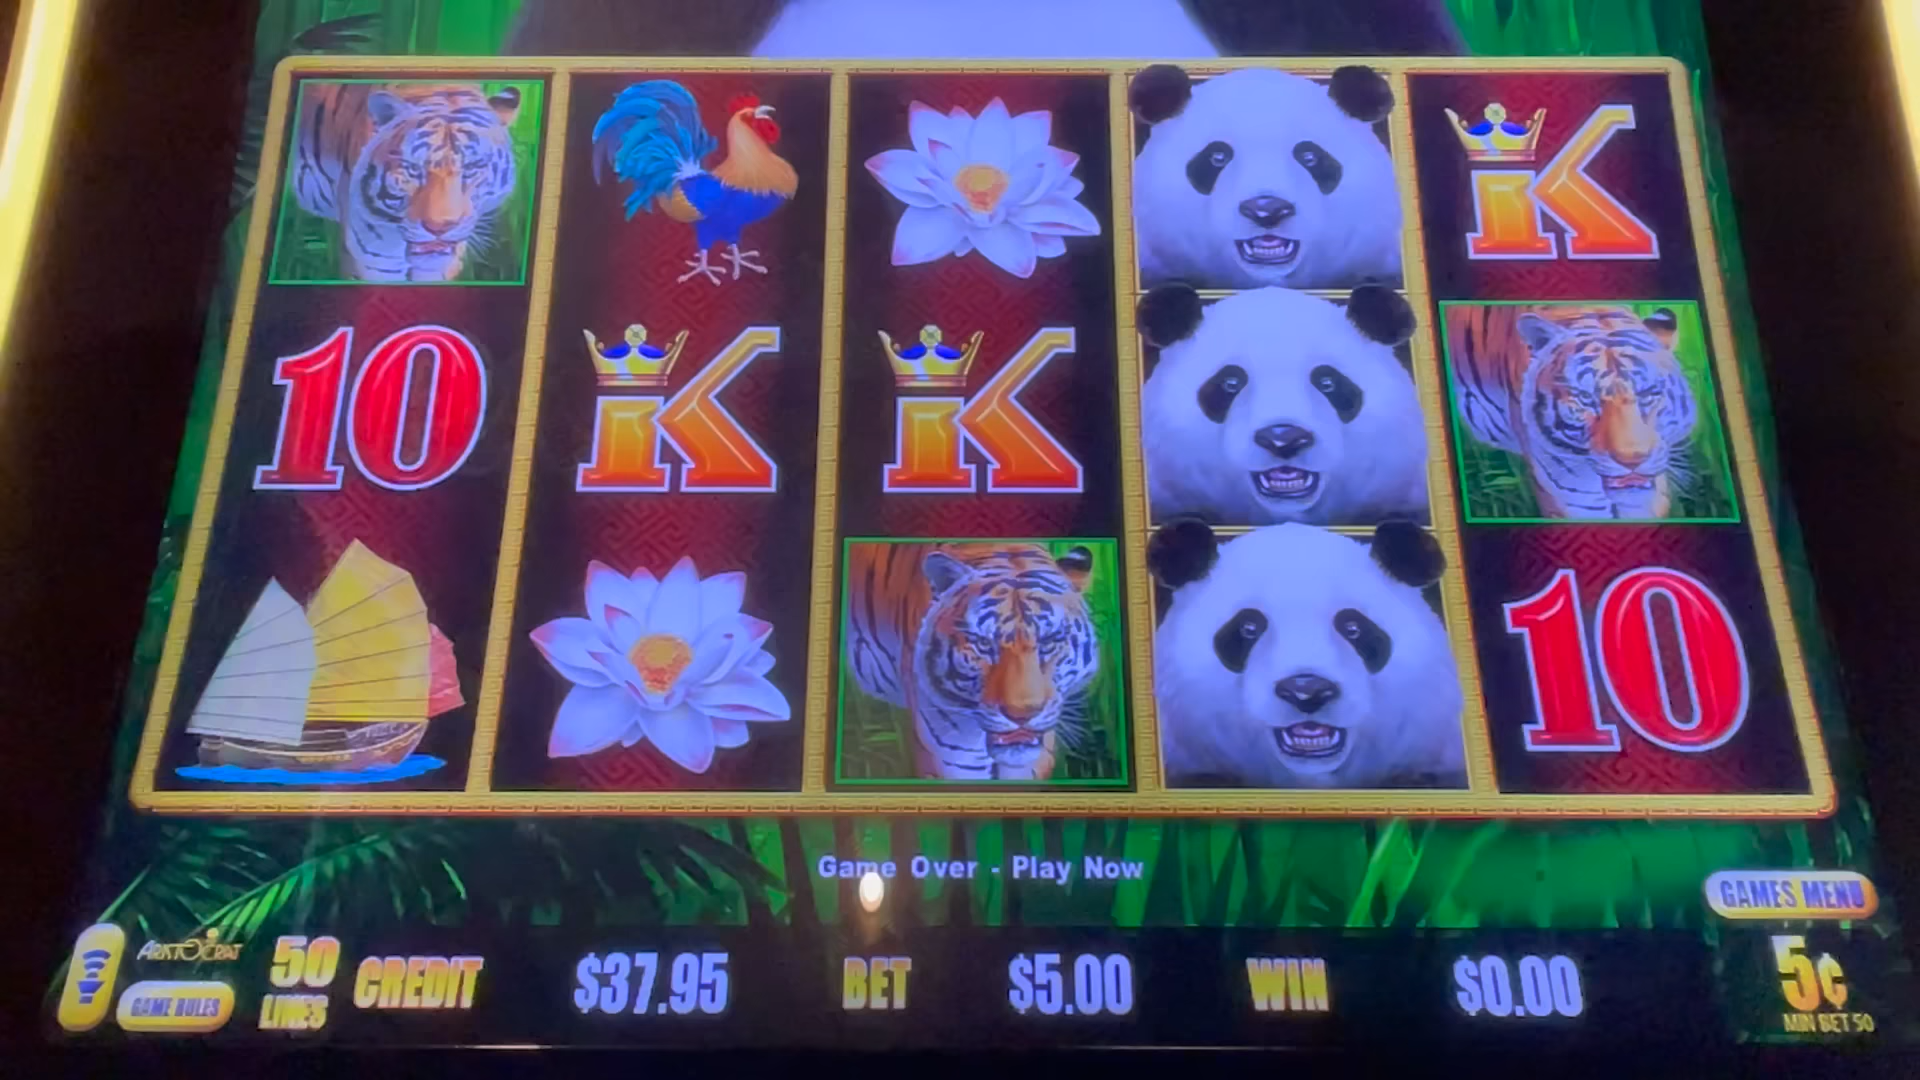 K
10
K
K
10
Game Over - Play Now
GAMES MENU
ARISTOCRAT
GAME RULES
50
LINES
CREDIT
$37.95
BET
$5.00
WIN
$0.00
5¢
MIN BET 50